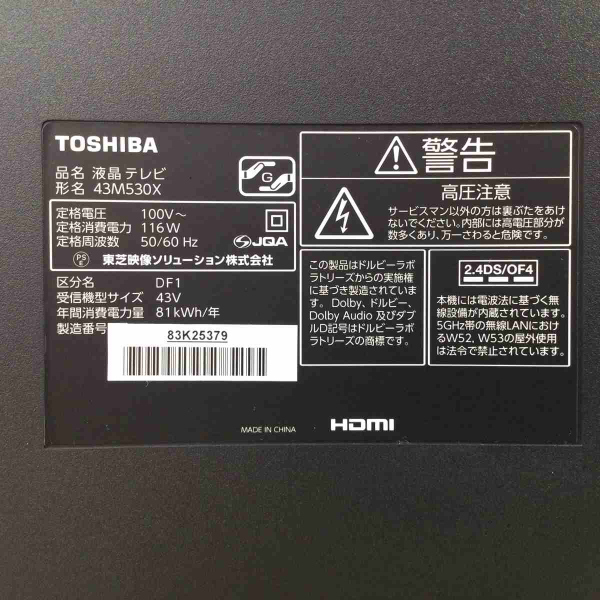 TOSHIBA
品名 液晶テレビ
形名 43M530X
定格電圧 100V～
定格消費電力 116W
定格周波数 50/60 Hz
JQA
PS
E
東芝映像ソリューション株式会社
区分名 DF1
受信機型サイズ 43V
年間消費電力量 81kWh/年
製造番号
83K25379
MADE IN CHINA
G
警告
高圧注意
サービスマン以外の方は裏ぶたをあけ
ないでください。内部には高電圧部分が
数多くあり、万一さわると危険です。
この製品はドルビーラボ
ラトリーズからの実施権
に基づき製造されていま
す。Dolby、ドルビー、
Dolby Audio 及びダブ
ルD記号はドルビーラボ
ラトリーズの商標です。
2.4DS/OF4
本機には電波法に基づく無
線設備が内蔵されています。
5GHz帯の無線LANにおけ
るW52、W53の屋外使用
は法令で禁止されています。
HDMI